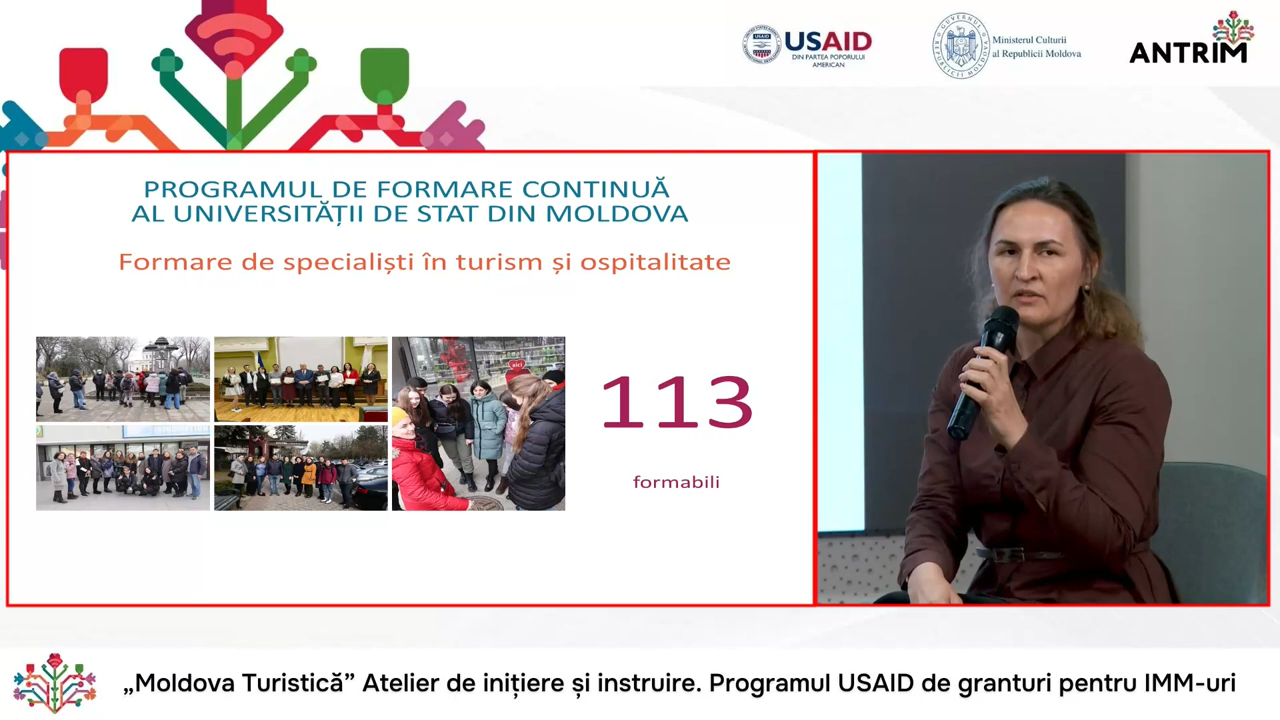 USAID
DIN PARTEA POPORULUI
AMERICAN
Ministerul Culturii
al Republicii Moldova
ANTRIM
PROGRAMUL DE FORMARE CONTINUĂ
AL UNIVERSITĂȚII DE STAT DIN MOLDOVA
Formare de specialiști în turism și ospitalitate
aici
113
formabili
„Moldova Turistică” Atelier de inițiere și instruire. Programul USAID de granturi pentru IMM-uri